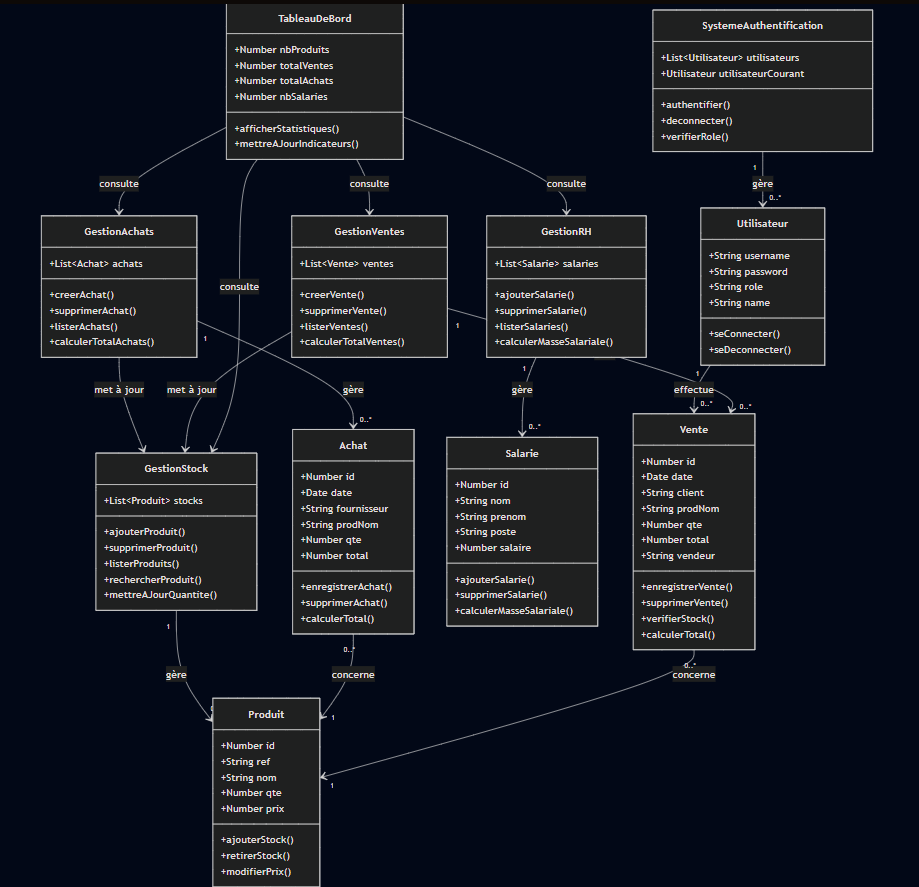 TableauDeBord
+Number nbProduits
+Number totalVentes
+Number totalAchats
+Number nbSalaries
+afficherStatistiques()
+mettreAJourIndicateurs()
SystemeAuthentification
+List<Utilisateur> utilisateurs
+Utilisateur utilisateurCourant
+authentifier()
+deconnecter()
+verifierRole()
consulte
consulte
consulte
1
gère
0..*
GestionAchats
+List<Achat> achats
+creerAchat()
+supprimerAchat()
+listerAchats()
+calculerTotalAchats()
consulte
GestionVentes
+List<Vente> ventes
+creerVente()
+supprimerVente()
+listerVentes()
+calculerTotalVentes()
GestionRH
+List<Salarie> salaries
+ajouterSalarie()
+supprimerSalarie()
+listerSalaries()
+calculerMasseSalariale()
Utilisateur
+String username
+String password
+String role
+String name
+seConnecter()
+seDeconnecter()
1
1
met à jour
met à jour
gère
0..*
1
gère
0..*
1
effectue
0..*
0..*
GestionStock
+List<Produit> stocks
+ajouterProduit()
+supprimerProduit()
+listerProduits()
+rechercherProduit()
+mettreAJourQuantite()
Achat
+Number id
+Date date
+String fournisseur
+String prodNom
+Number qte
+Number total
+enregistrerAchat()
+supprimerAchat()
+calculerTotal()
Salarie
+Number id
+String nom
+String prenom
+String poste
+Number salaire
+ajouterSalarie()
+supprimerSalarie()
+calculerMasseSalariale()
Vente
+Number id
+Date date
+String client
+String prodNom
+Number qte
+Number total
+String vendeur
+enregistrerVente()
+supprimerVente()
+verifierStock()
+calculerTotal()
1
gère
0..*
concerne
1
0..*
concerne
1
Produit
+Number id
+String ref
+String nom
+Number qte
+Number prix
+ajouterStock()
+retirerStock()
+modifierPrix()